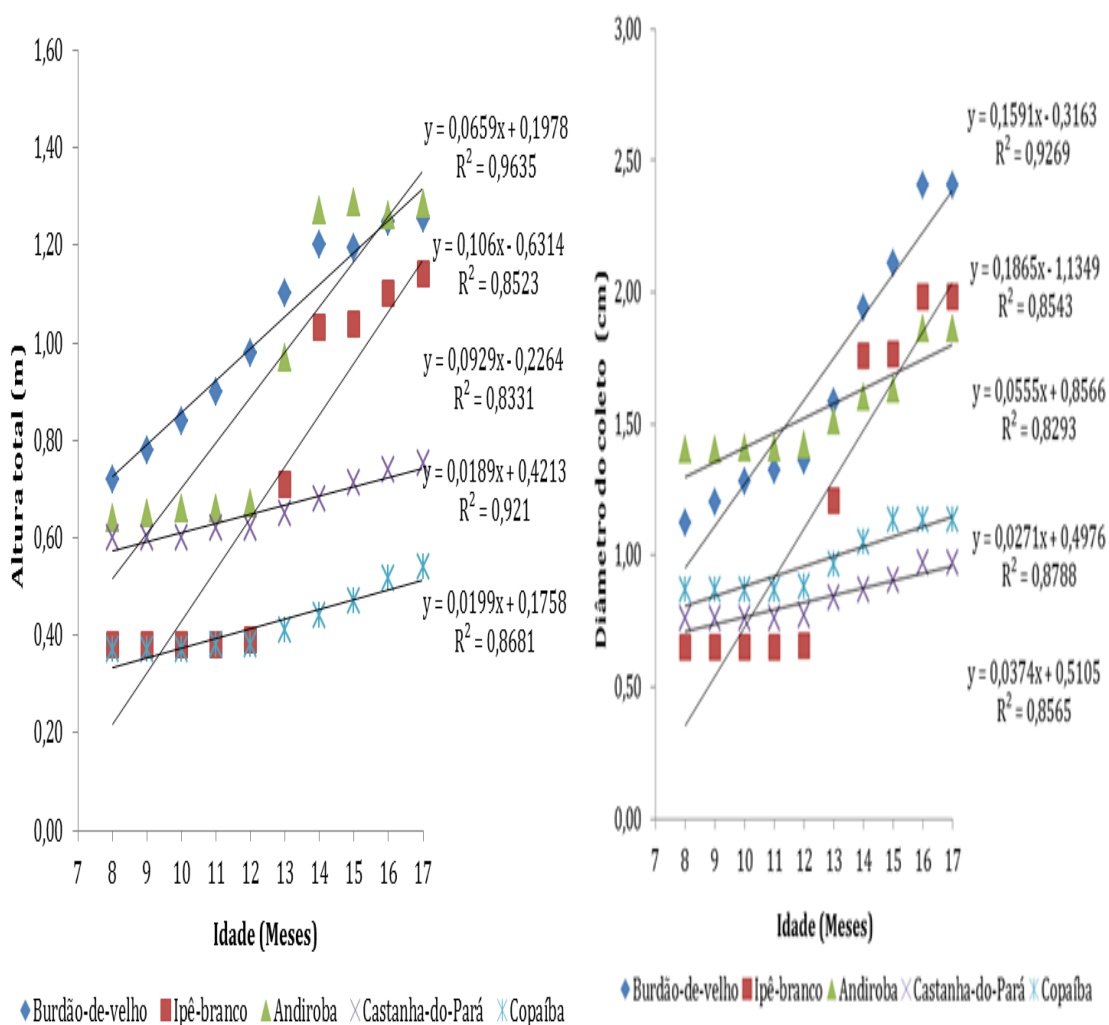 Altura total (m)
1,60
1,40
1,20
1,00
0,80
0,60
0,40
0,20
0,00
7 8 9 10 11 12 13 14 15 16 17
Idade (Meses)
y = 0,0659x + 0,1978
R² = 0,9635
y = 0,106x - 0,6314
R² = 0,8523
y = 0,0929x - 0,2264
R² = 0,8331
y = 0,0189x + 0,4213
R² = 0,921
y = 0,0199x + 0,1758
R² = 0,8681
Burdão-de-velho Ipê-branco Andiroba Castanha-do-Pará Copaíba
Diâmetro do coleto (cm)
3,00
2,50
2,00
1,50
1,00
0,50
0,00
7 8 9 10 11 12 13 14 15 16 17
Idade (Meses)
y = 0,1591x - 0,3163
R² = 0,9269
y = 0,1865x - 1,1349
R² = 0,8543
y = 0,0555x + 0,8566
R² = 0,8293
y = 0,0271x + 0,4976
R² = 0,8788
y = 0,0374x + 0,5105
R² = 0,8565
Burdão-de-velho Ipê-branco Andiroba Castanha-do-Pará Copaíba